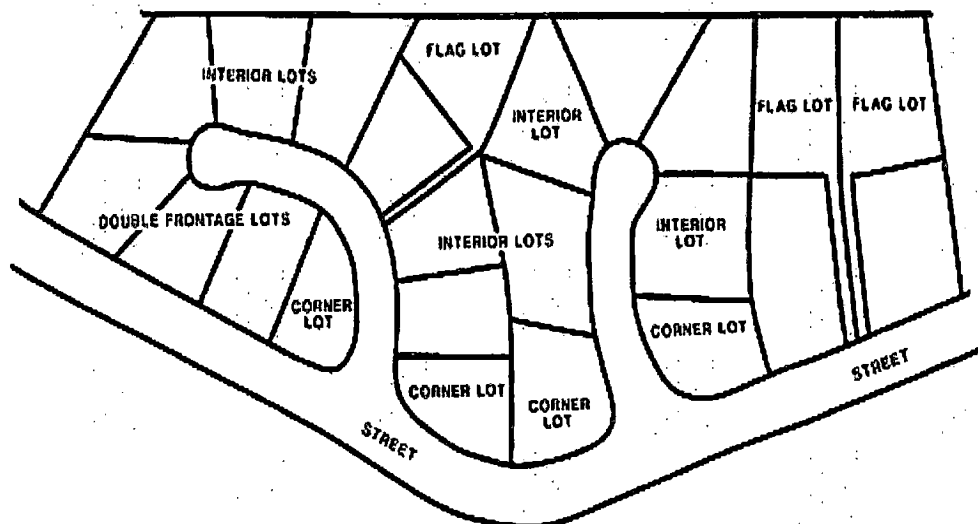 FLAG LOT
INTERIOR LOTS
FLAG LOT
FLAG LOT
INTERIOR
LOT
DOUBLE FRONTAGE LOTS
INTERIOR LOTS
INTERIOR
LOT
CORNER
LOT
CORNER LOT
STREET
CORNER LOT
CORNER
LOT
STREET